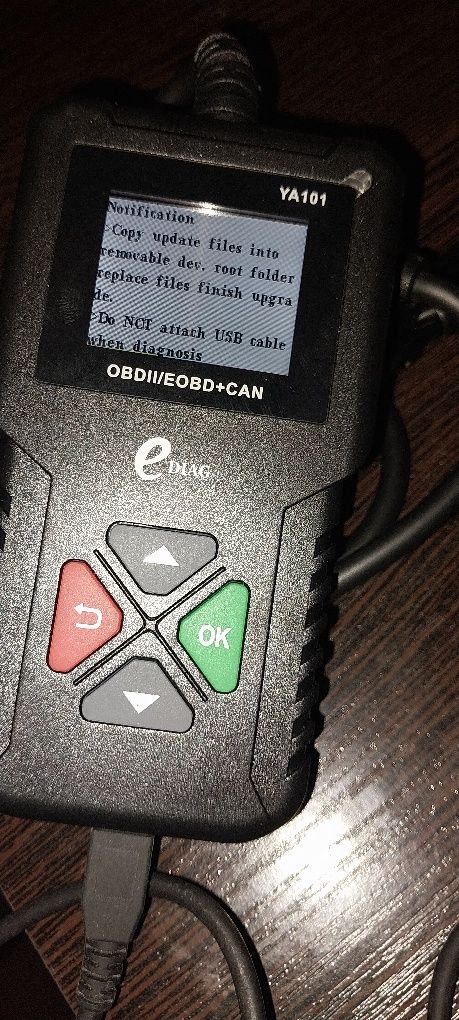 YA101
Notification
>Copy update files into
removable dev. root folder
replace files finish upgra
de.
>Do NOT attach USB cable
when diagnosis
OBDII/EOBD+CAN
eDIAG
OK